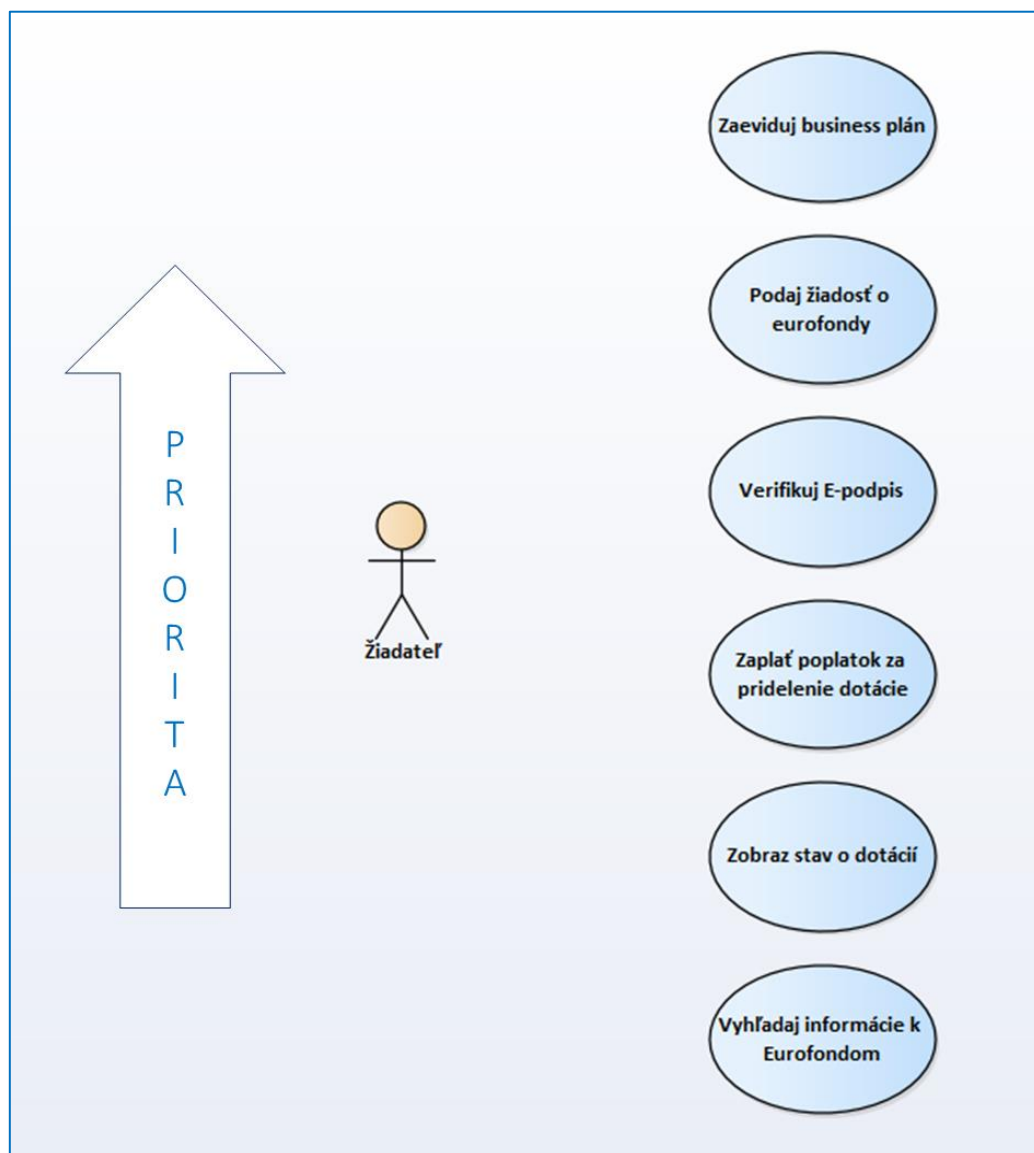 Zaeviduj business plán
Podaj žiadosť o
eurofondy
PRIORITA
Verifikuj E-podpis
Žiadateľ
Zaplať poplatok za
pridelenie dotácie
Zobraz stav o dotácií
Vyhľadaj informácie k
Eurofondom